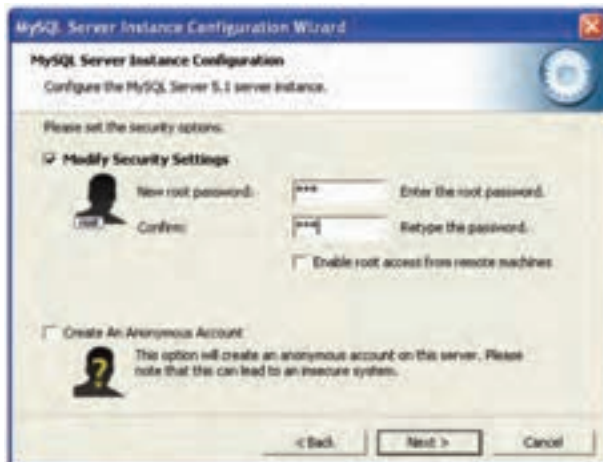 MySQL Server Instance Configuration Wizard
MySQL Server Instance Configuration
Configure the MySQL Server 5.1 server instance.
Please set the security options.
Modify Security Settings
New root password: *** Enter the root password.
root
Confirm: *** Retype the password.
Enable root access from remote machines
Create An Anonymous Account
This option will create an anonymous account on this server. Please
note that this can lead to an insecure system.
?
< Back Next > Cancel